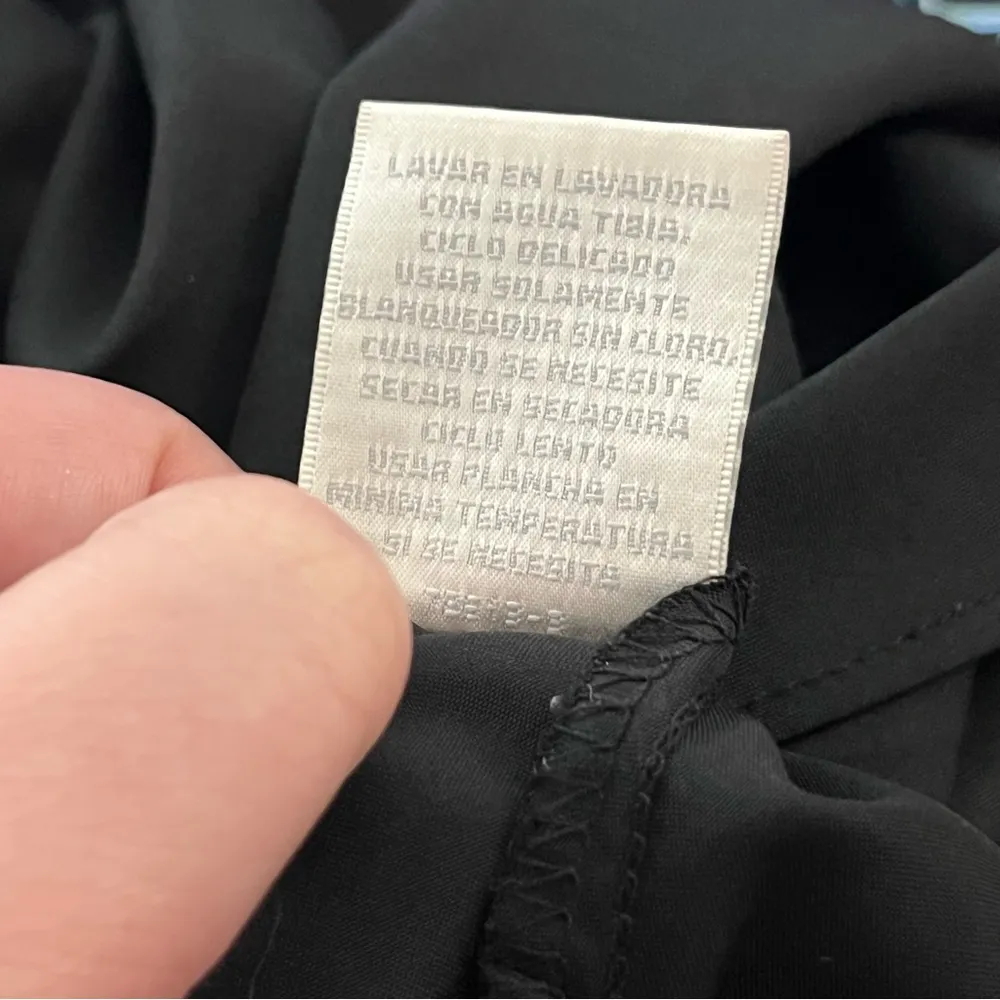 LAVAR EN LAVADORA
CON AGUA TIBIA,
CICLO DELICADO
USAR SOLAMENTE
BLANQUEADOR SIN CLORO,
CUANDO SE NECESITE
SECAR EN SECADORA
CICLO LENTO
USAR PLANCHA EN
MINIMA TEMPERATURA
SI SE NECESITE